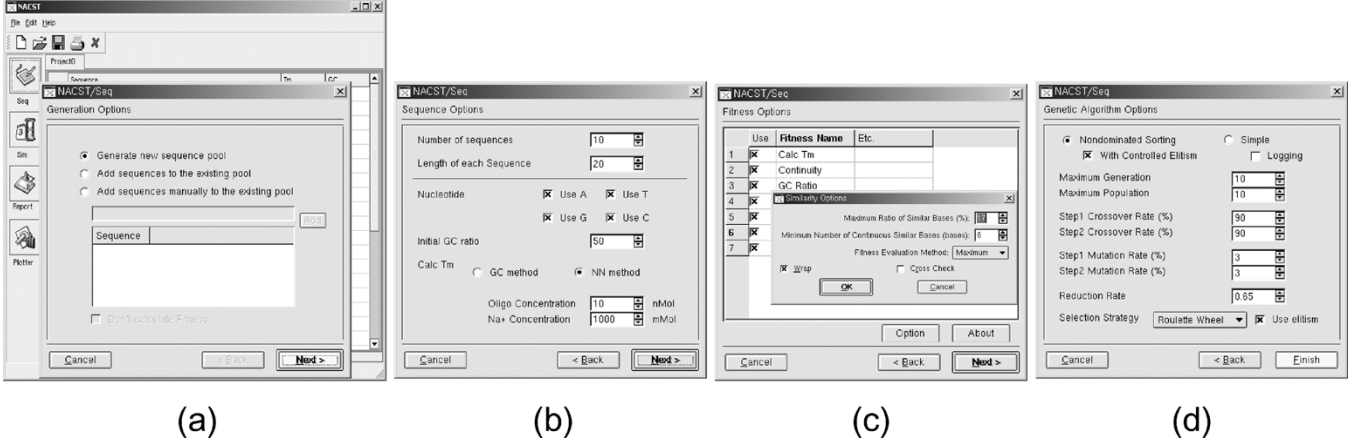 NACST
File Edit Help
Project0
Sequence Tm GC
Seq
Sim
Report
Plotter
NACST/Seq
Generation Options
Generate new sequence pool
Add sequences to the existing pool
Add sequences manually to the existing pool
Add
Sequence
Don't calculate Fitness
Cancel < Back Next >
(a)
NACST/Seq
Sequence Options
Number of sequences 10
Length of each Sequence 20
Nucleotide Use A Use T
Use G Use C
Initial GC ratio 50
Calc Tm GC method NN method
Oligo Concentration 10 nMol
Na+ Concentration 1000 mMol
Cancel < Back Next >
(b)
NACST/Seq
Fitness Options
Use Fitness Name Etc.
1 Calc Tm
2 Continuity
3 GC Ratio
4
5
6
7
Similarity Options
Maximum Ratio of Similar Bases (%):
Minimum Number of Continuous Similar Bases (bases): 6
Fitness Evaluation Method: Maximum
Wrap Cross Check
OK Cancel
Option About
Cancel < Back Next >
(c)
NACST/Seq
Genetic Algorithm Options
Nondominated Sorting Simple
With Controlled Elitism Logging
Maximum Generation 10
Maximum Population 10
Step1 Crossover Rate (%) 90
Step2 Crossover Rate (%) 90
Step1 Mutation Rate (%) 3
Step2 Mutation Rate (%) 3
Reduction Rate 0.65
Selection Strategy Roulette Wheel Use elitism
Cancel < Back Finish
(d)